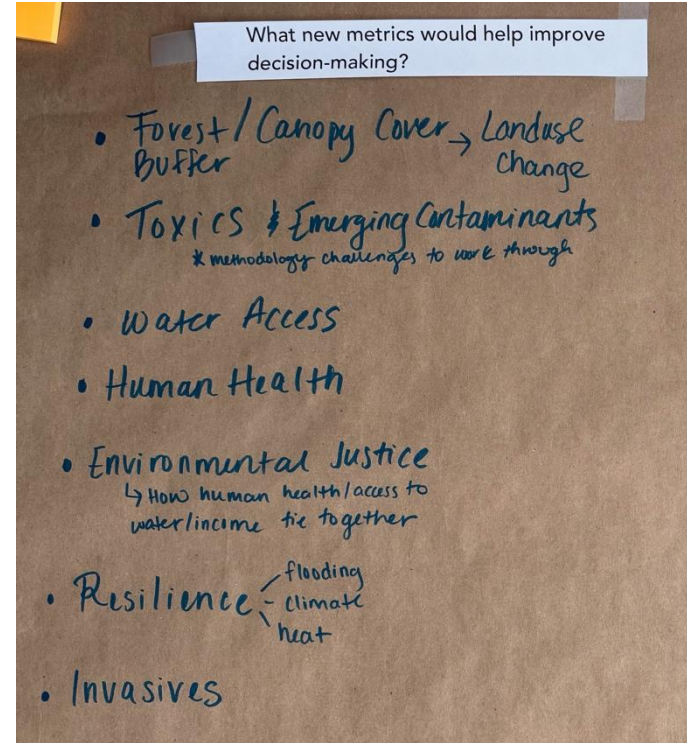 What new metrics would help improve
decision-making?
• Forest/Canopy Cover → Landuse
Buffer Change
• Toxics & Emerging Contaminants
* methodology challenges to work through
• Water Access
• Human Health
• Environmental Justice
↳ How human health/access to
water/income tie together
• Resilience - flooding
- climate
- heat
• Invasives